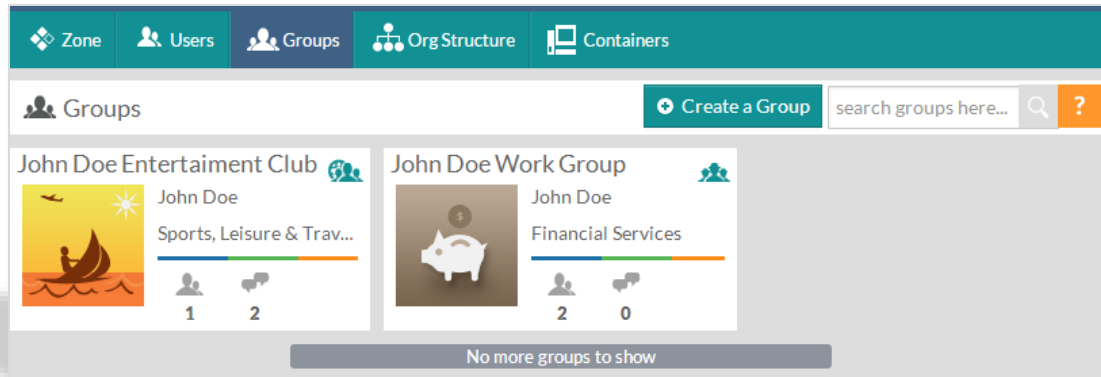 Zone Users Groups Org Structure Containers
Groups Create a Group search groups here... ?
John Doe Entertaiment Club
John Doe
Sports, Leisure & Trav...
1 2
John Doe Work Group
John Doe
Financial Services
2 0
No more groups to show